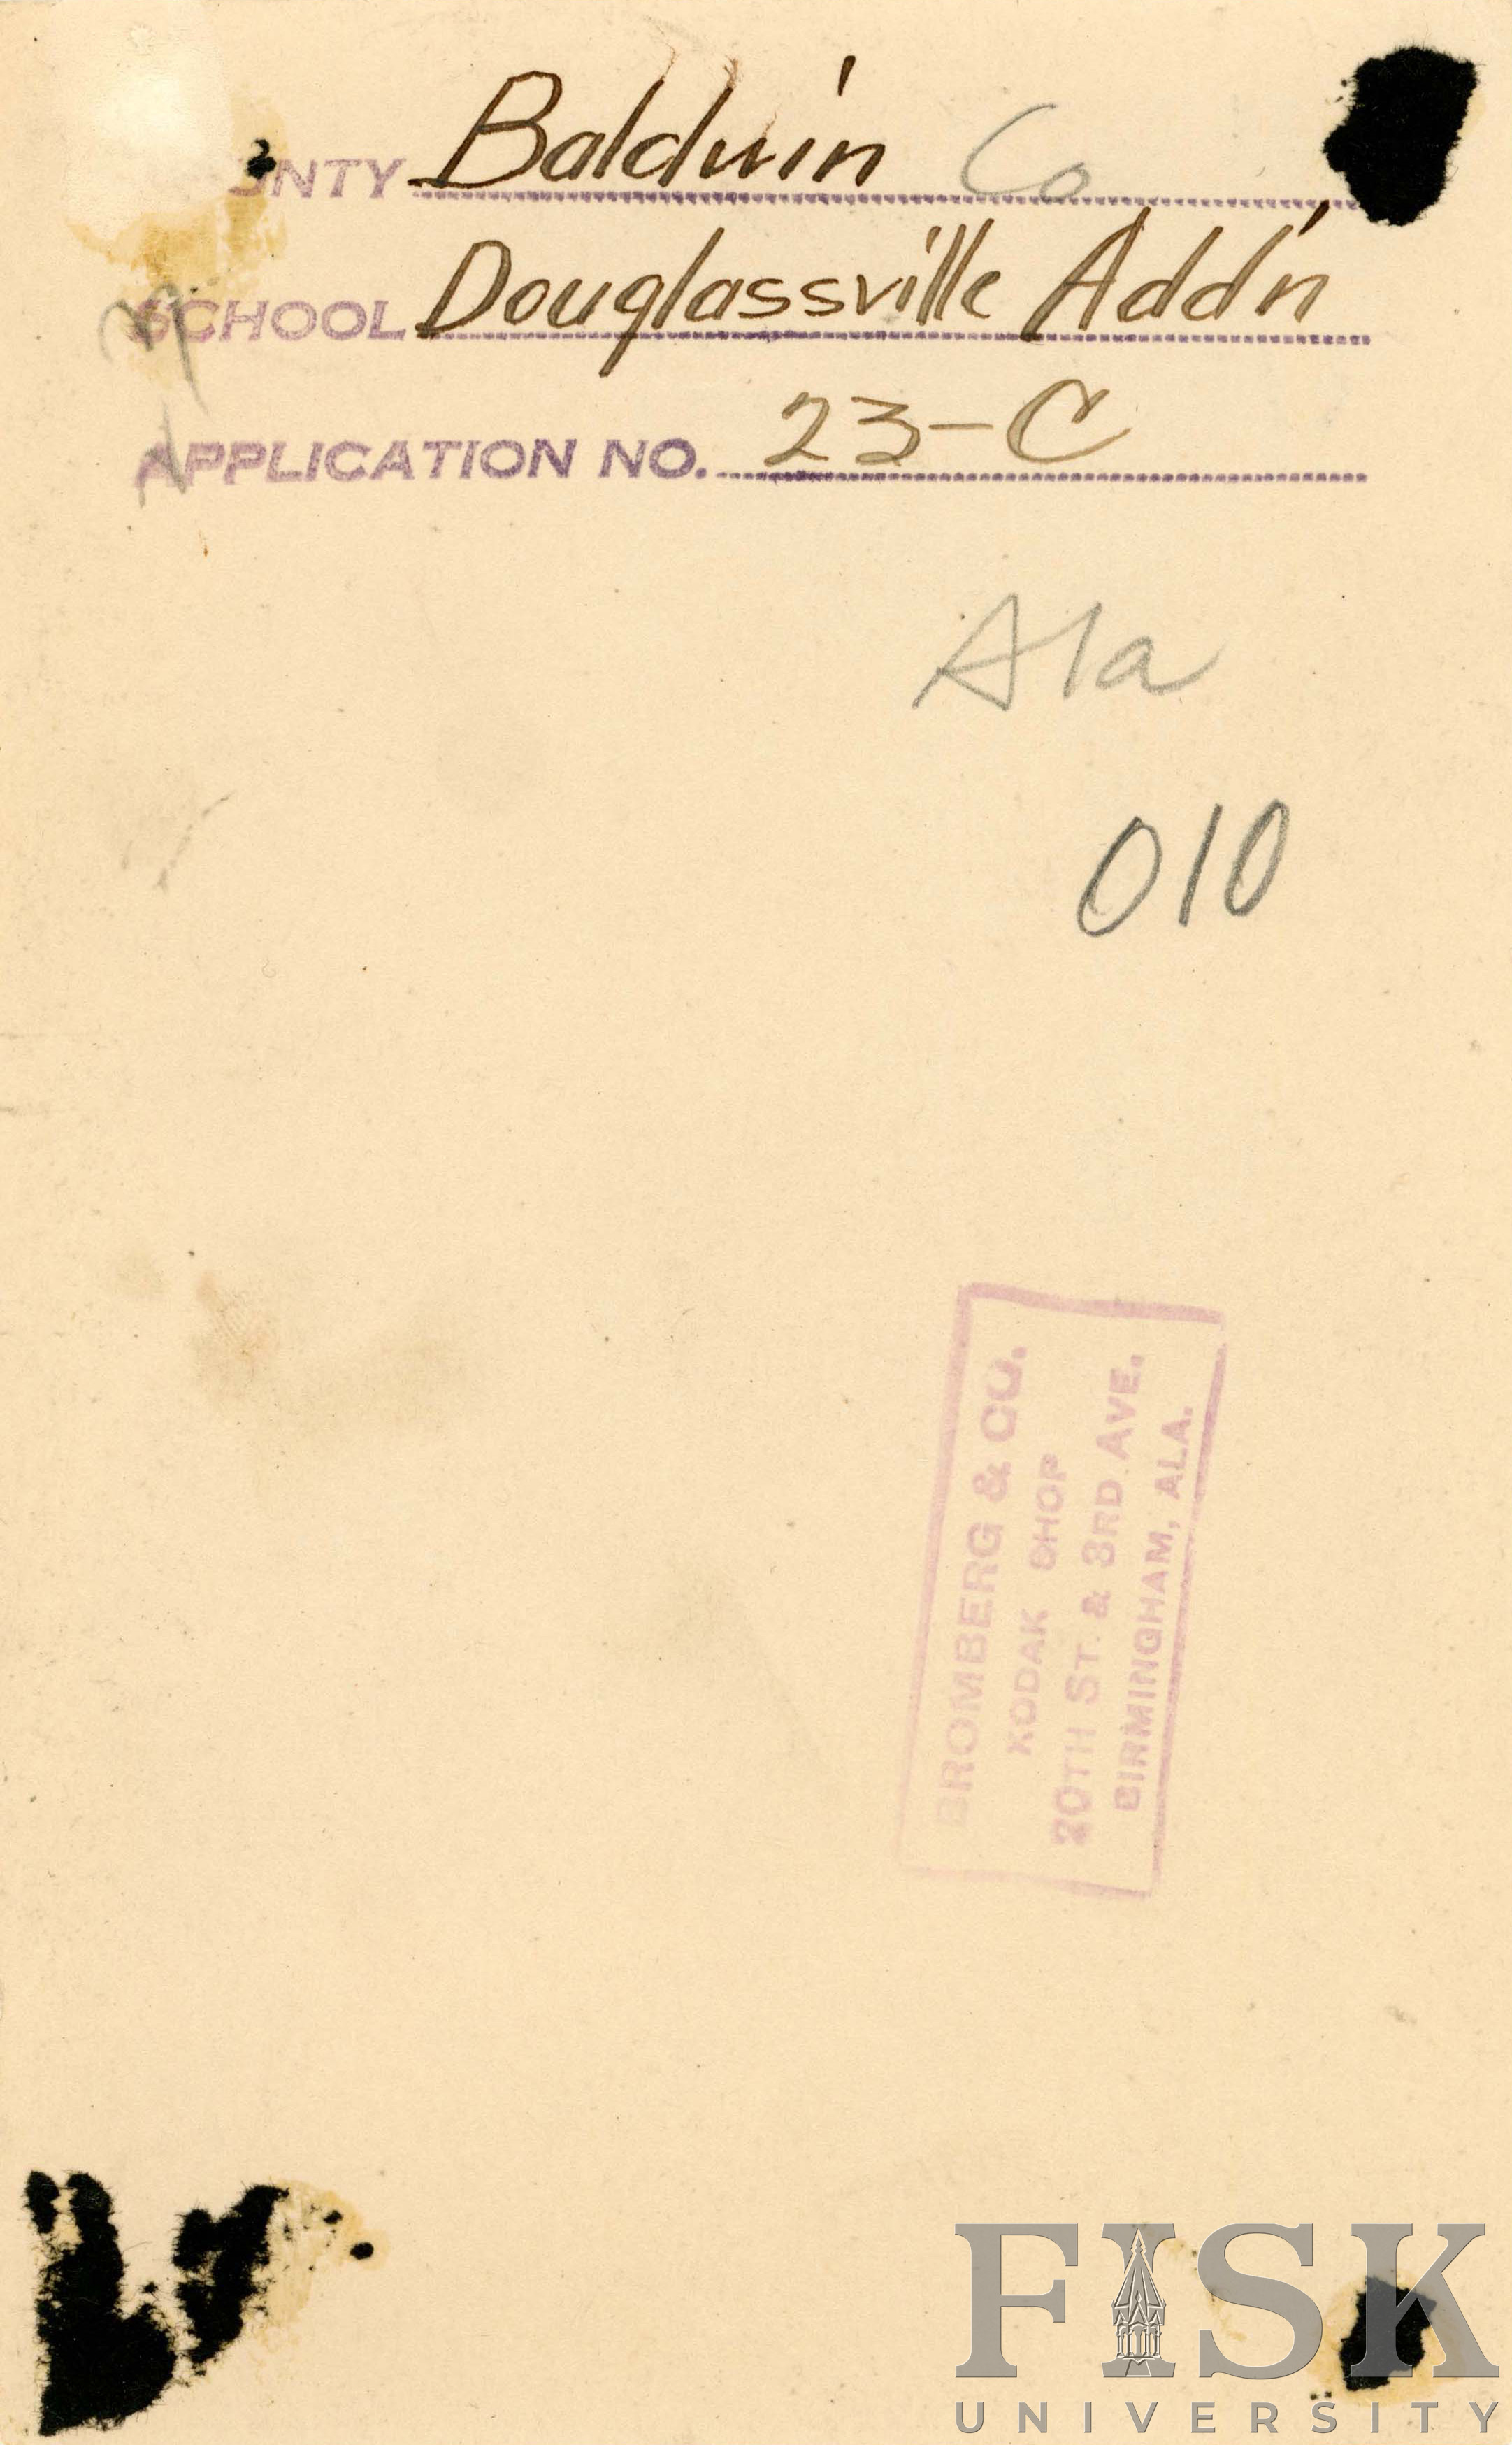 NTY Baldwin Co
SCHOOL Douglassville Add'n
APPLICATION NO. 23-C
Ala
010
BROMBERG & CO.
KODAK SHOP
20TH ST. & 3RD AVE.
BIRMINGHAM, ALA.
FISK
UNIVERSITY